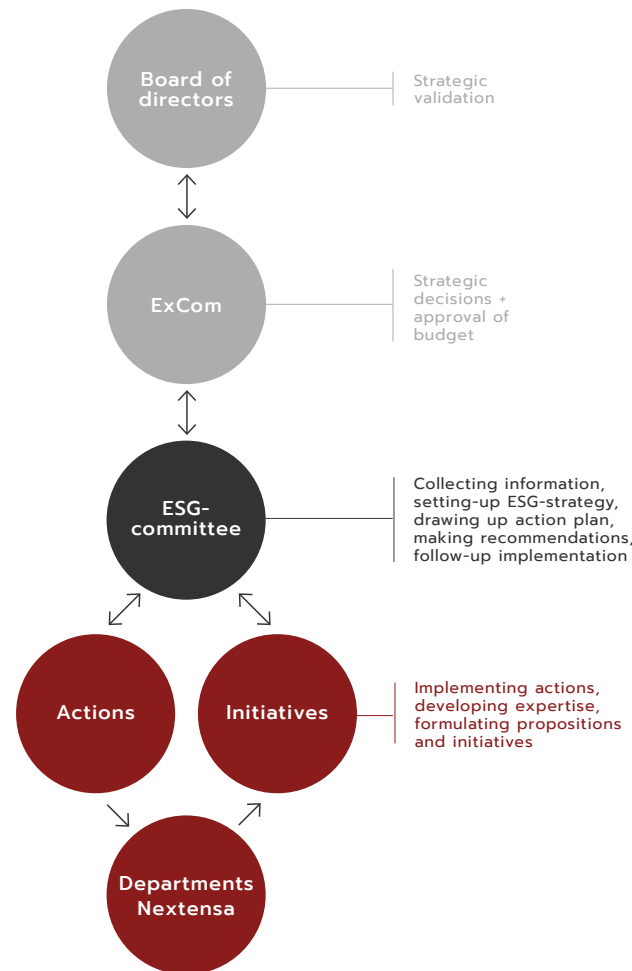 Board of
directors
Strategic
validation
ExCom
Strategic
decisions +
approval of
budget
ESG-
committee
Collecting information,
setting-up ESG-strategy,
drawing up action plan,
making recommendations,
follow-up implementation
Actions
Initiatives
Implementing actions,
developing expertise,
formulating propositions
and initiatives
Departments
Nextensa